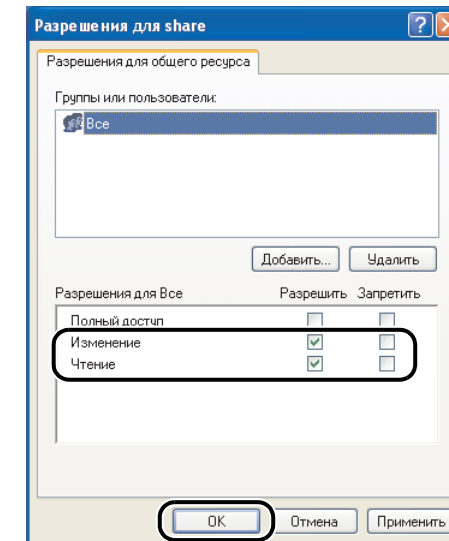 Разрешения для share
Разрешения для общего ресурса
Группы или пользователи:
Все
Добавить... Удалить
Разрешения для Все Разрешить Запретить
Полный доступ
Изменение
Чтение
OK Отмена Применить